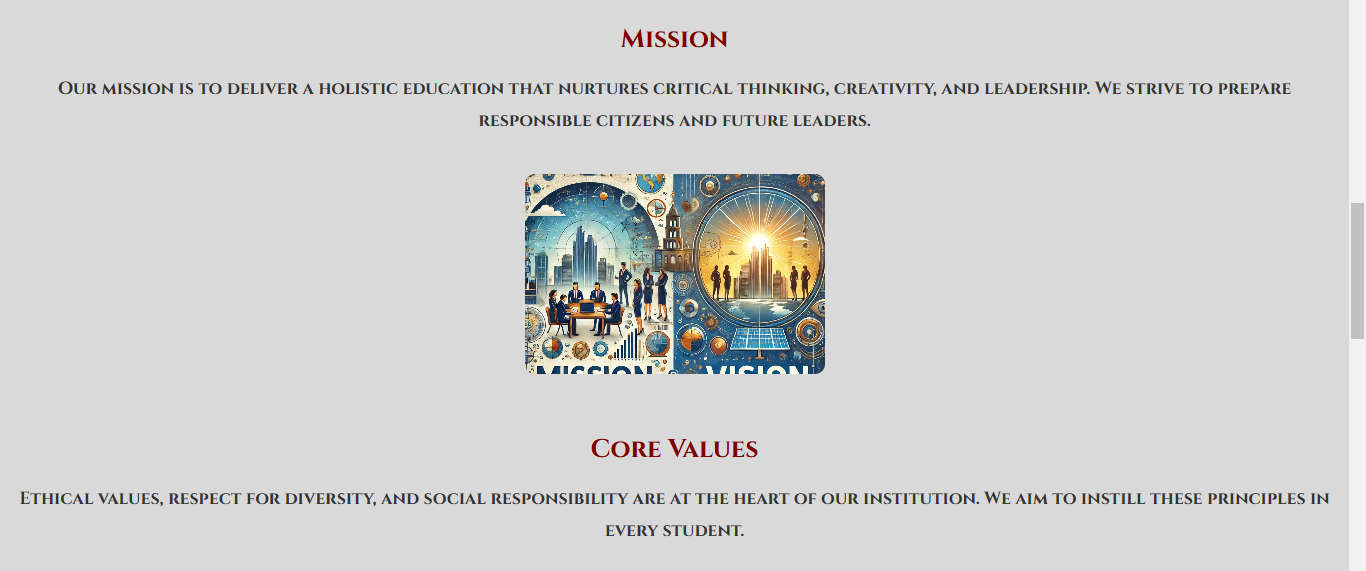 Mission
Our mission is to deliver a holistic education that nurtures critical thinking, creativity, and leadership. We strive to prepare
responsible citizens and future leaders.
MISSION & VISION
Core Values
Ethical values, respect for diversity, and social responsibility are at the heart of our institution. We aim to instill these principles in
every student.